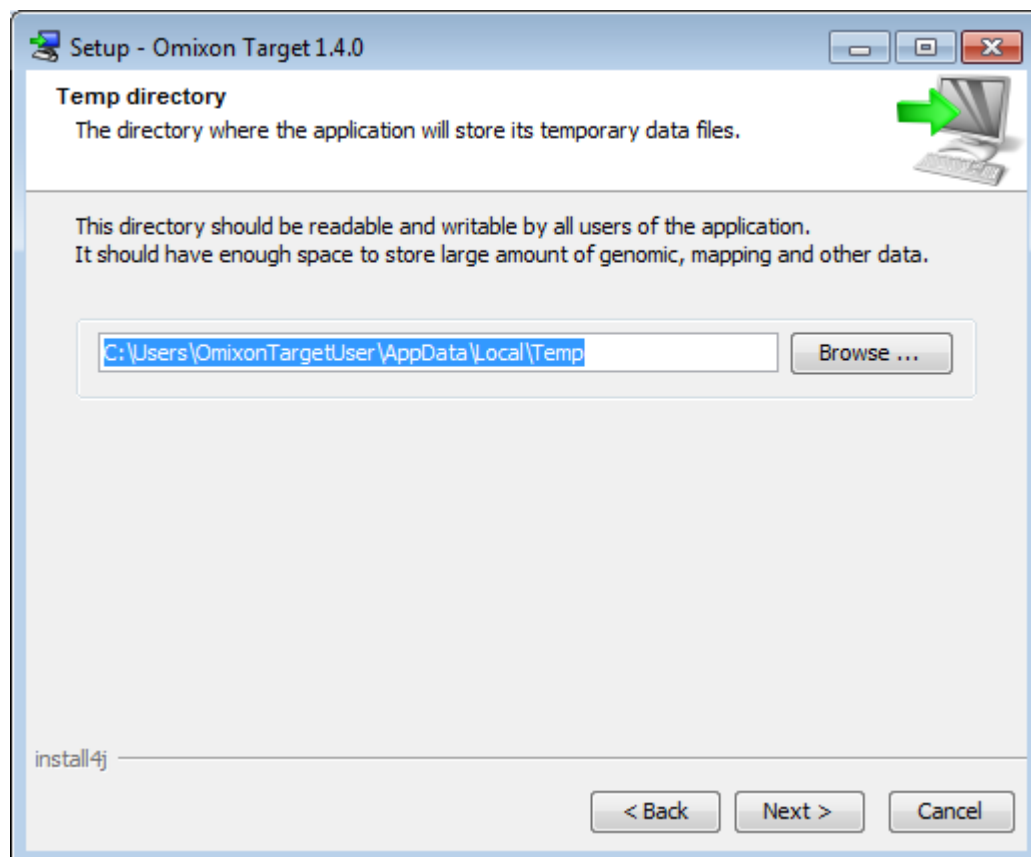 Setup - Omixon Target 1.4.0
Temp directory
The directory where the application will store its temporary data files.
This directory should be readable and writable by all users of the application.
It should have enough space to store large amount of genomic, mapping and other data.
C:\Users\OmixonTargetUser\AppData\Local\Temp
Browse ...
install4j
< Back
Next >
Cancel